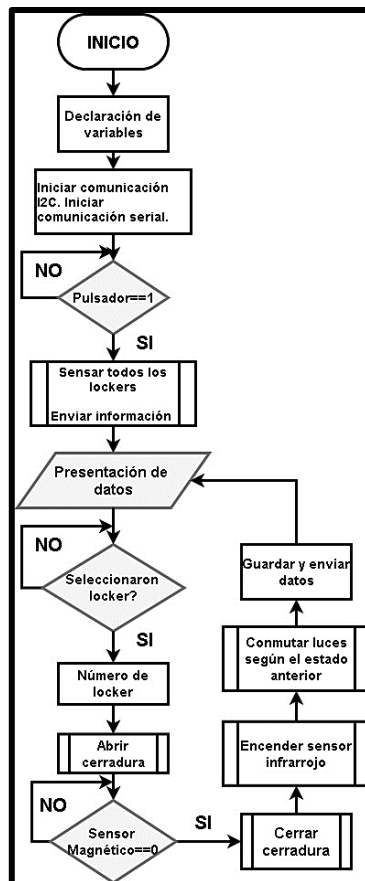 INICIO
Declaración de
variables
Iniciar comunicación
I2C. Iniciar
comunicación serial.
NO
Pulsador==1
SI
Sensar todos los
lockers
Enviar información
Presentación de
datos
NO
Seleccionaron
locker?
SI
Número de
locker
Abrir
cerradura
NO
Sensor
Magnético==0
SI
Cerrar
cerradura
Encender sensor
infrarrojo
Conmutar luces
según el estado
anterior
Guardar y enviar
datos